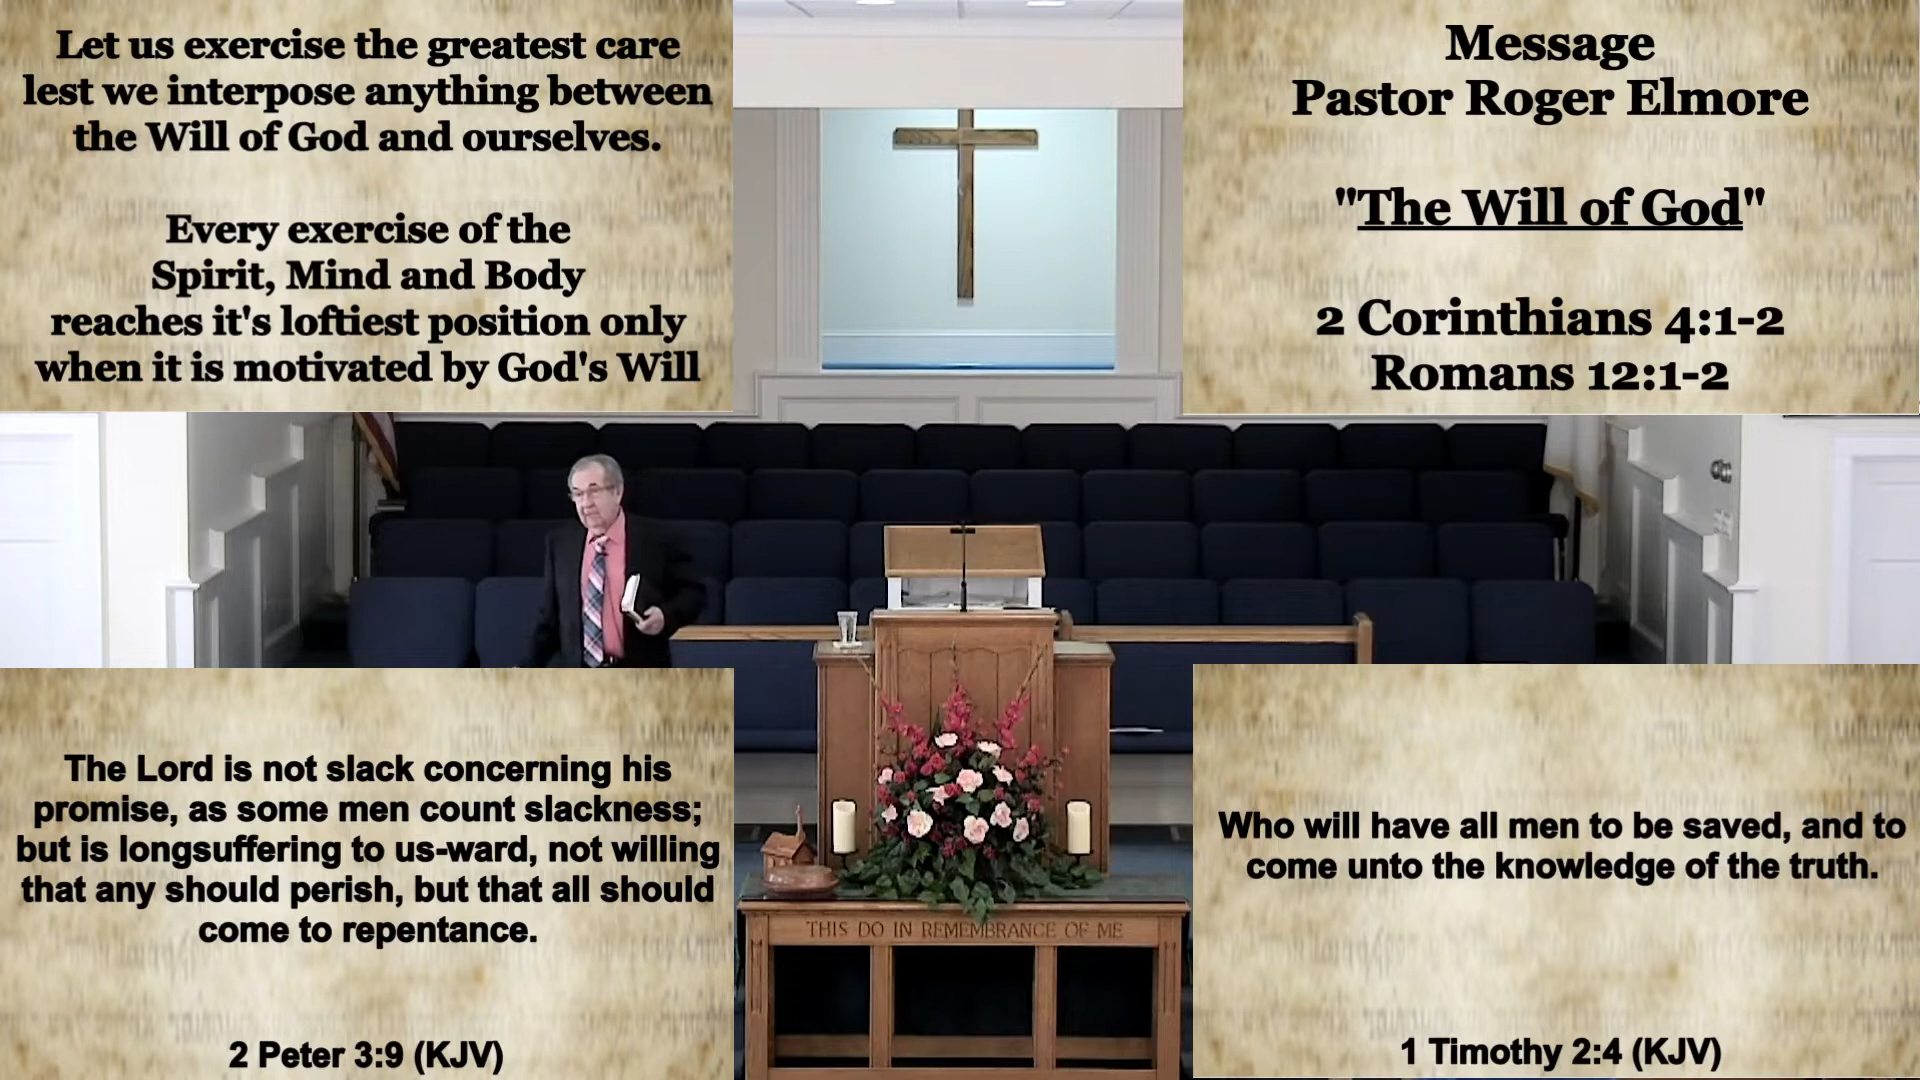 Let us exercise the greatest care
lest we interpose anything between
the Will of God and ourselves.
Every exercise of the
Spirit, Mind and Body
reaches it's loftiest position only
when it is motivated by God's Will
Message
Pastor Roger Elmore
"The Will of God"
2 Corinthians 4:1-2
Romans 12:1-2
The Lord is not slack concerning his
promise, as some men count slackness;
but is longsuffering to us-ward, not willing
that any should perish, but that all should
come to repentance.
2 Peter 3:9 (KJV)
THIS DO IN REMEMBRANCE OF ME
Who will have all men to be saved, and to
come unto the knowledge of the truth.
1 Timothy 2:4 (KJV)